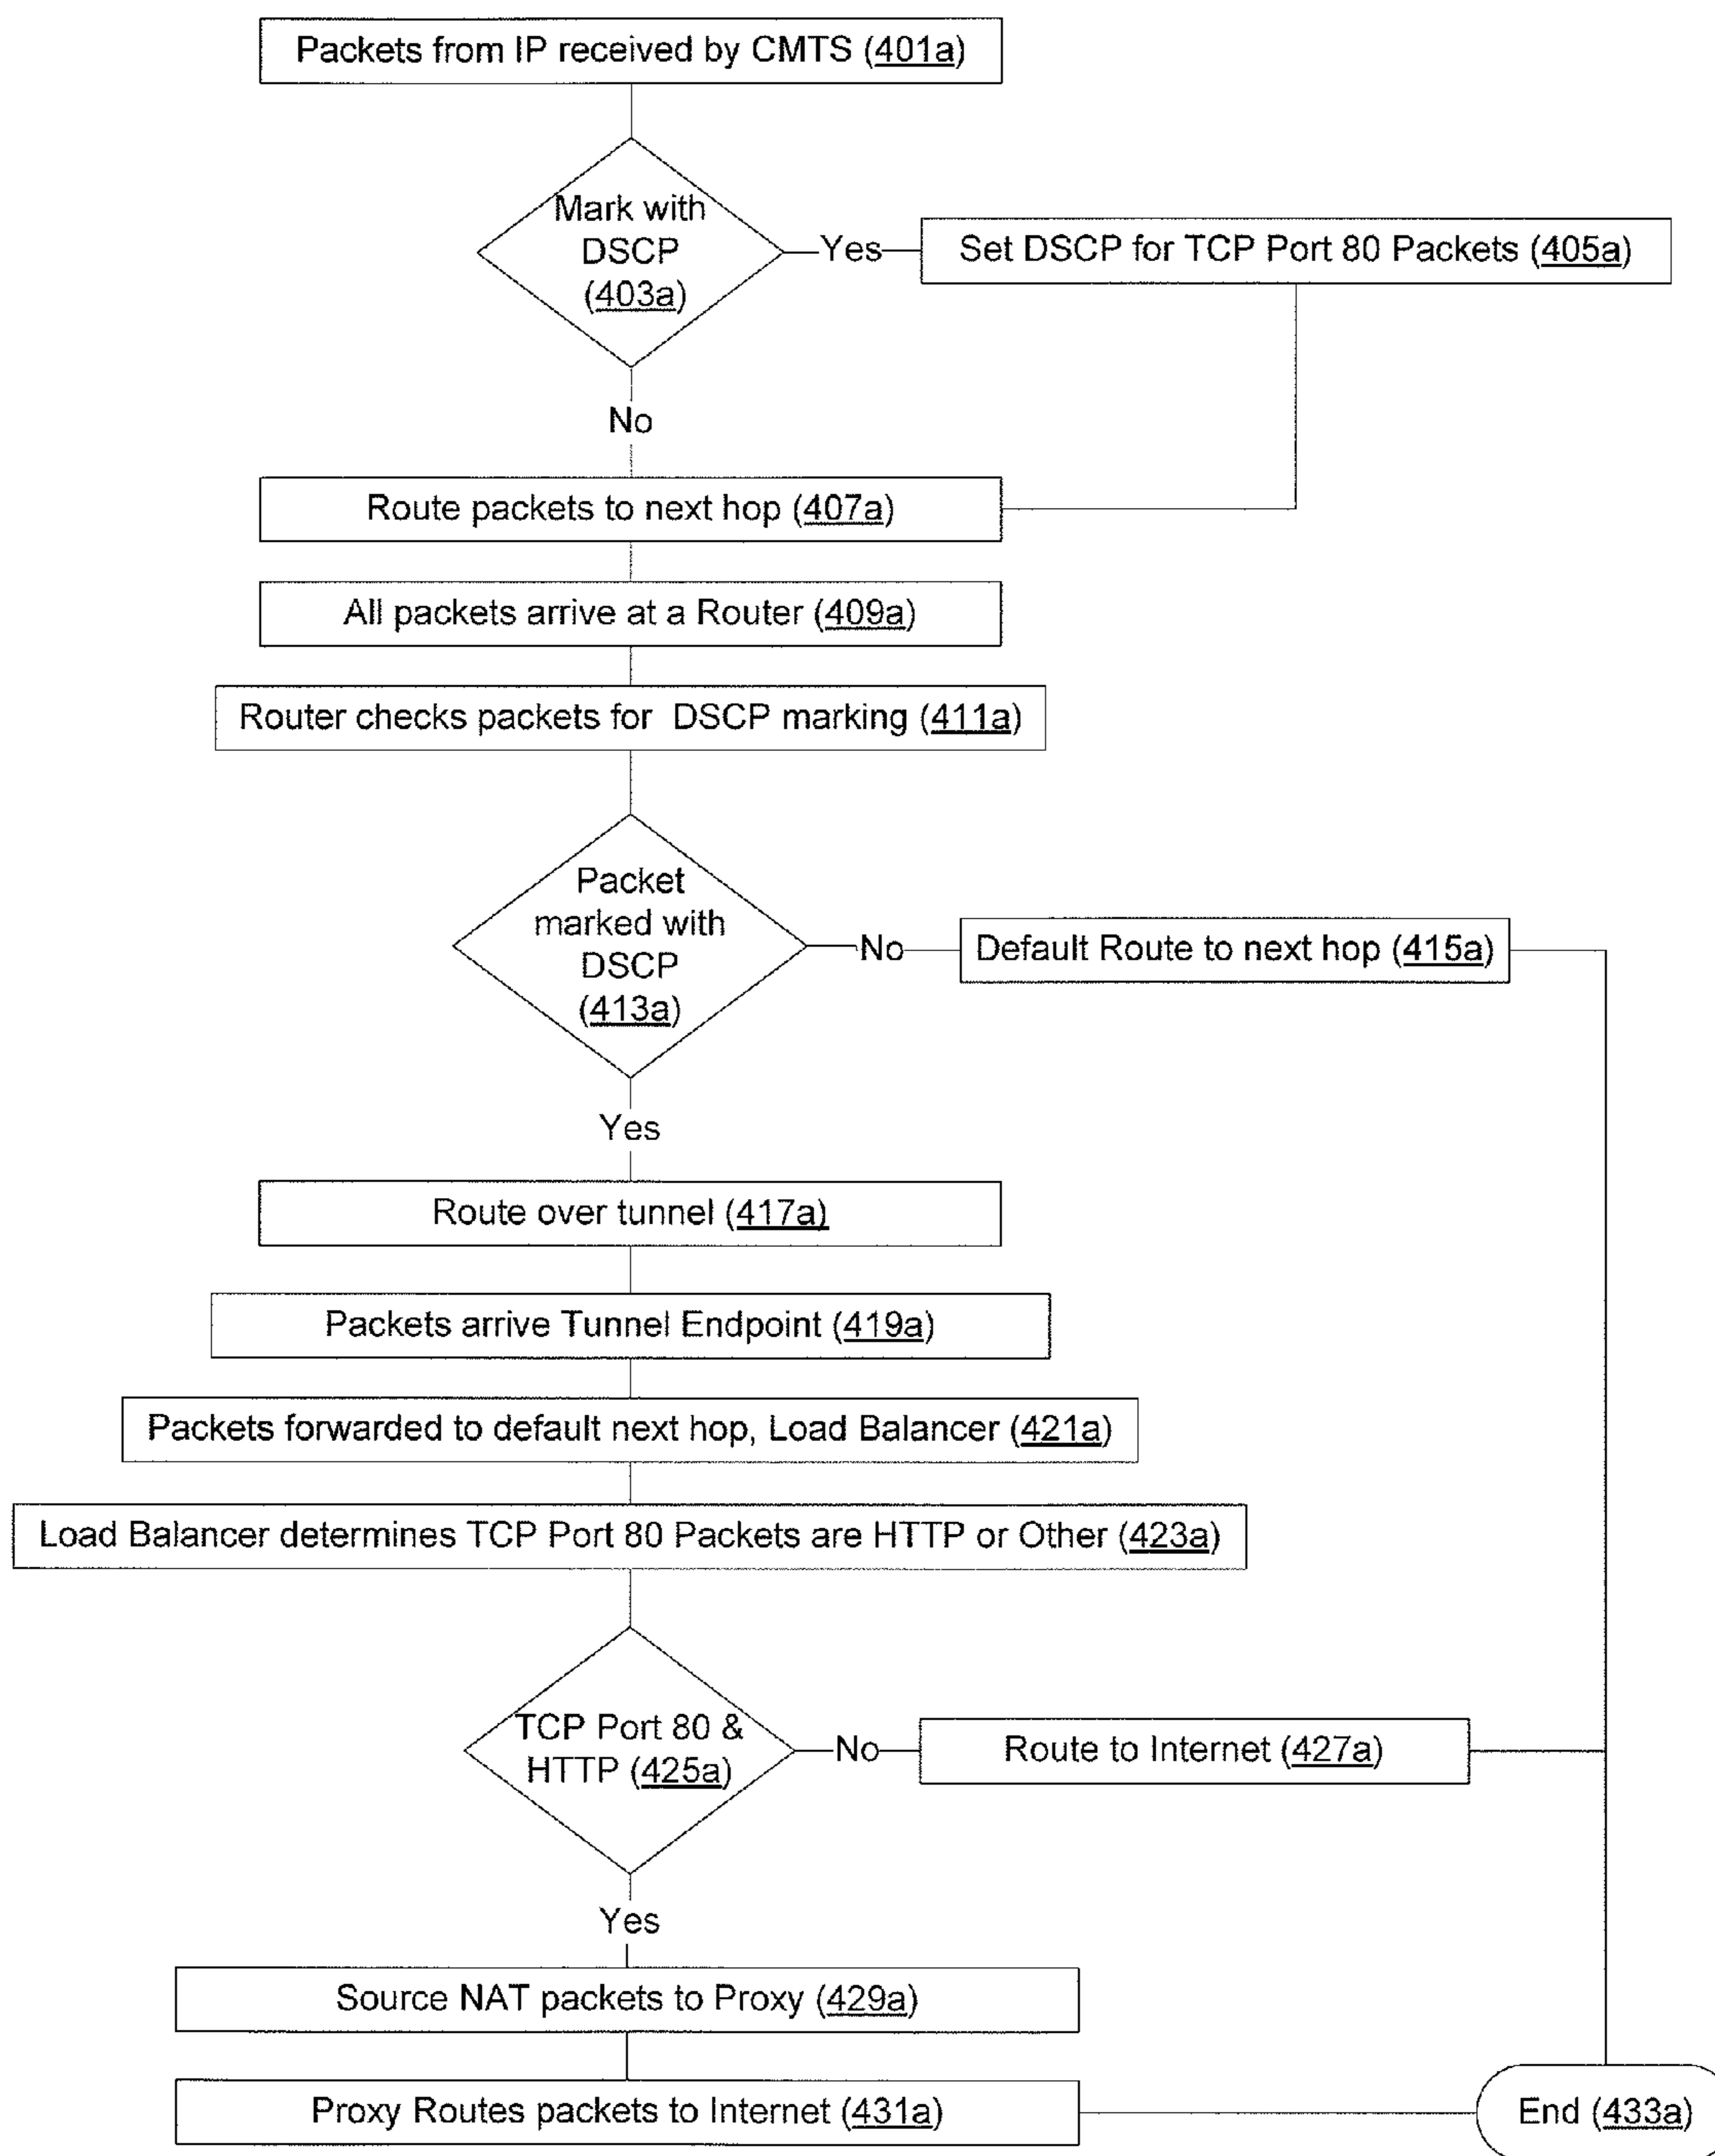 Packets from IP received by CMTS (401a)
Mark with
DSCP
(403a)
Yes
Set DSCP for TCP Port 80 Packets (405a)
No
Route packets to next hop (407a)
All packets arrive at a Router (409a)
Router checks packets for DSCP marking (411a)
Packet
marked with
DSCP
(413a)
No
Default Route to next hop (415a)
Yes
Route over tunnel (417a)
Packets arrive Tunnel Endpoint (419a)
Packets forwarded to default next hop, Load Balancer (421a)
Load Balancer determines TCP Port 80 Packets are HTTP or Other (423a)
TCP Port 80 &
HTTP (425a)
No
Route to Internet (427a)
Yes
Source NAT packets to Proxy (429a)
Proxy Routes packets to Internet (431a)
End (433a)